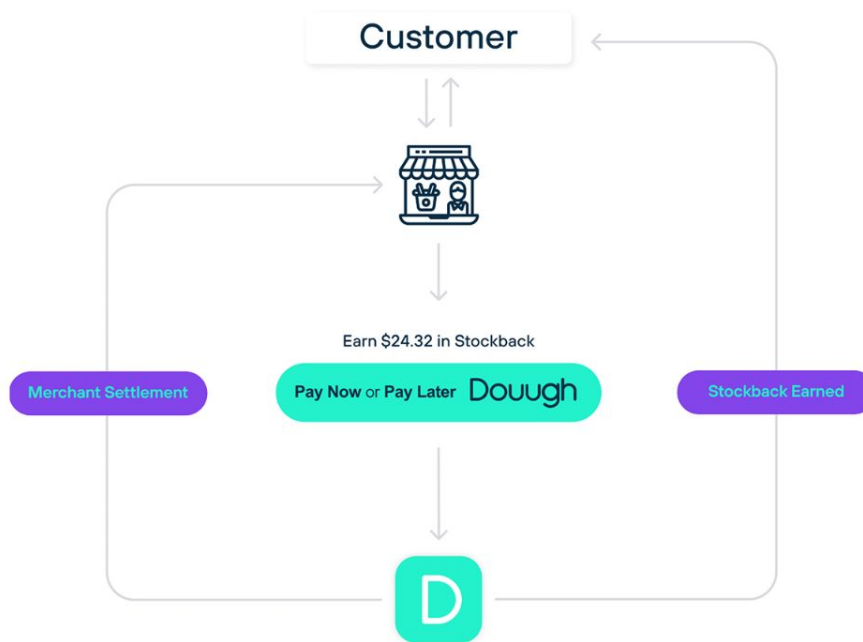 Customer
Earn $24.32 in Stockback
Merchant Settlement
Pay Now or Pay Later Douugh
Stockback Earned
D